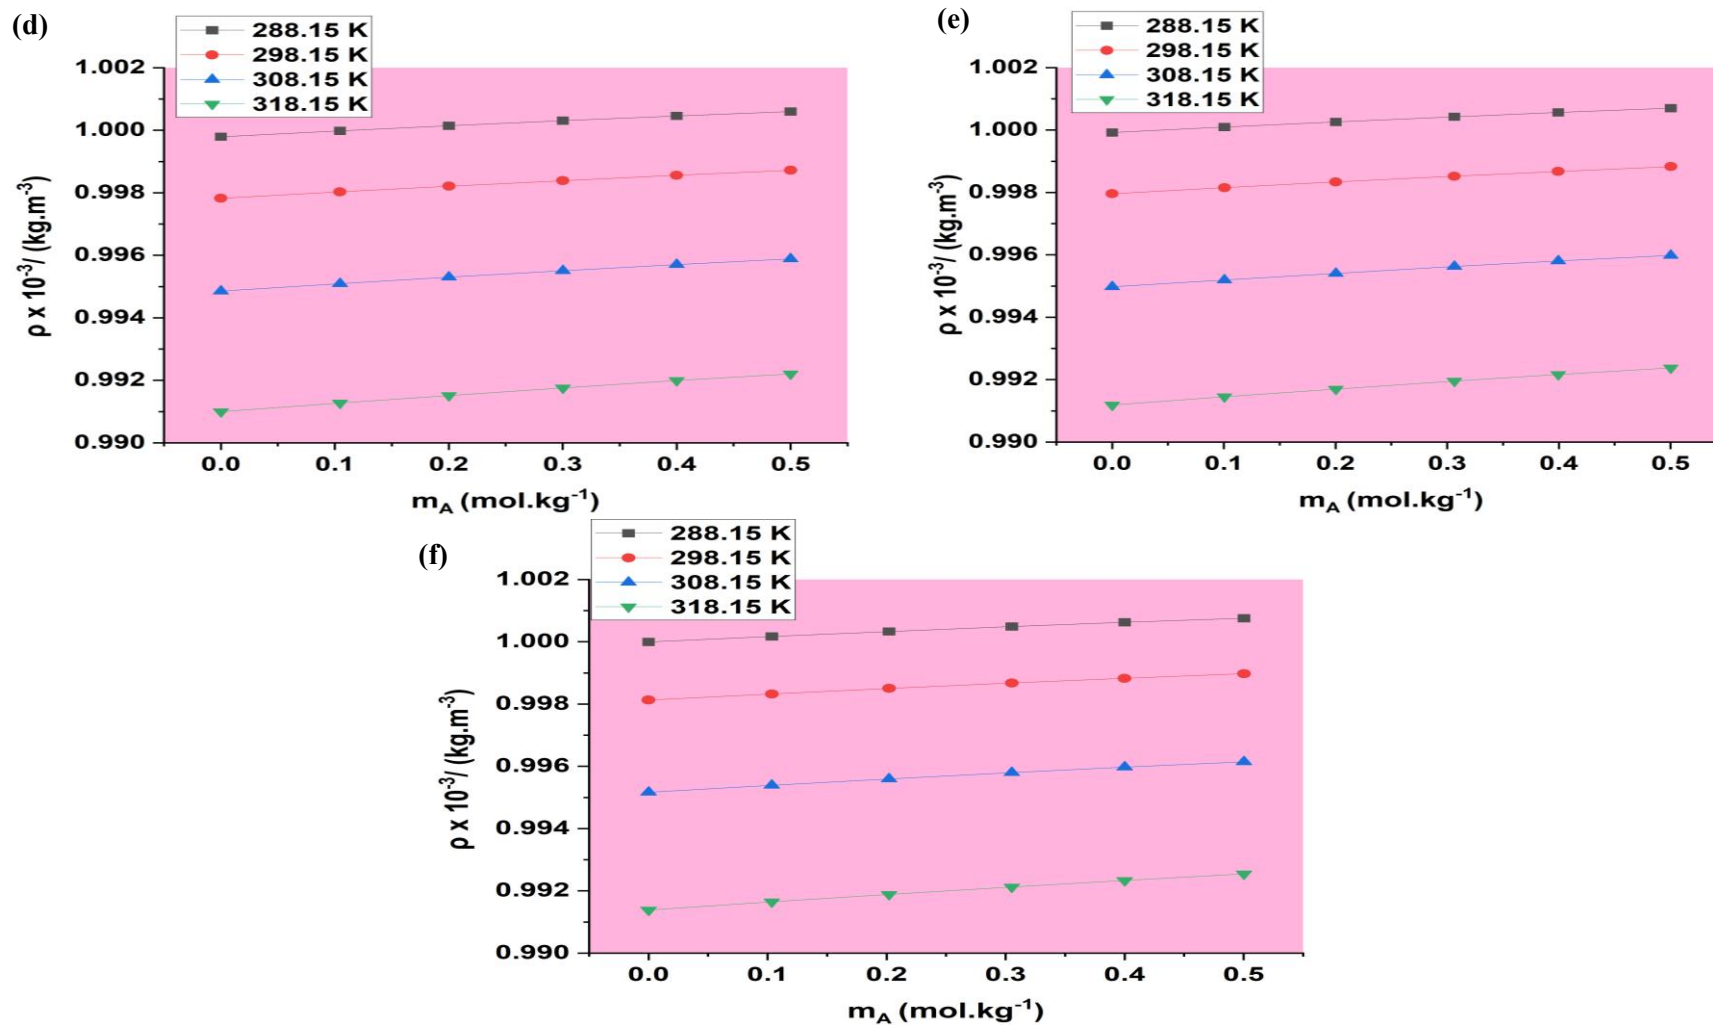 (d)
288.15 K
298.15 K
308.15 K
318.15 K
1.002
1.000
0.998
0.996
0.994
0.992
0.990
ρ x 10⁻³/ (kg.m⁻³)
0.0 0.1 0.2 0.3 0.4 0.5
m_A (mol.kg⁻¹)
(e)
288.15 K
298.15 K
308.15 K
318.15 K
1.002
1.000
0.998
0.996
0.994
0.992
0.990
ρ x 10⁻³/ (kg.m⁻³)
0.0 0.1 0.2 0.3 0.4 0.5
m_A (mol.kg⁻¹)
(f)
288.15 K
298.15 K
308.15 K
318.15 K
1.002
1.000
0.998
0.996
0.994
0.992
0.990
ρ x 10⁻³/ (kg.m⁻³)
0.0 0.1 0.2 0.3 0.4 0.5
m_A (mol.kg⁻¹)